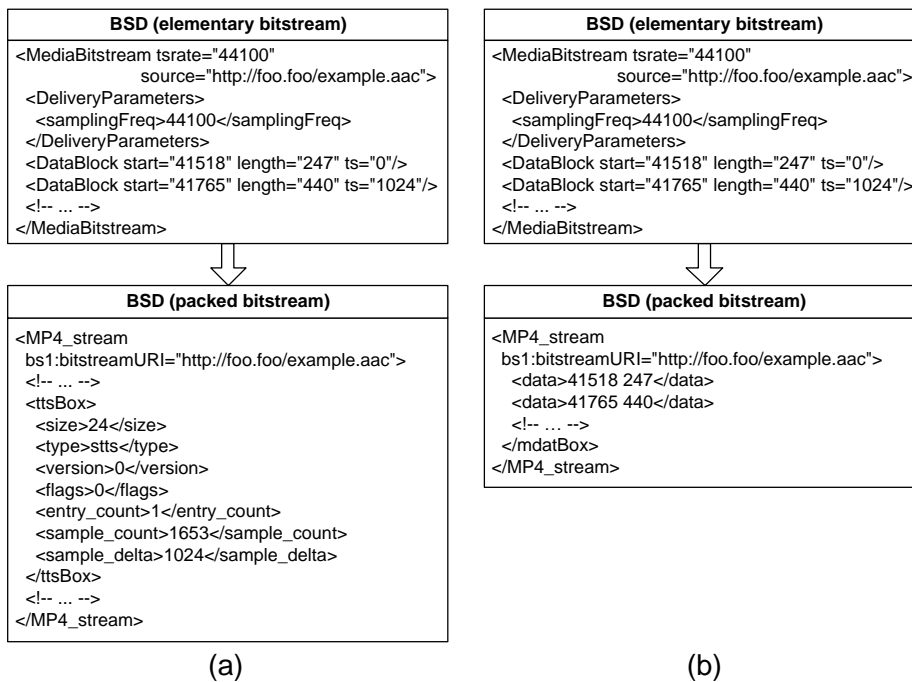 BSD (elementary bitstream)
<MediaBitstream tsrate="44100"
source="http://foo.foo/example.aac">
<DeliveryParameters>
<samplingFreq>44100</samplingFreq>
</DeliveryParameters>
<DataBlock start="41518" length="247" ts="0"/>
<DataBlock start="41765" length="440" ts="1024"/>
<!-- ... -->
</MediaBitstream>
BSD (packed bitstream)
<MP4_stream
bs1:bitstreamURI="http://foo.foo/example.aac">
<!-- ... -->
<ttsBox>
<size>24</size>
<type>stts</type>
<version>0</version>
<flags>0</flags>
<entry_count>1</entry_count>
<sample_count>1653</sample_count>
<sample_delta>1024</sample_delta>
</ttsBox>
<!-- ... -->
</MP4_stream>
(a)
BSD (elementary bitstream)
<MediaBitstream tsrate="44100"
source="http://foo.foo/example.aac">
<DeliveryParameters>
<samplingFreq>44100</samplingFreq>
</DeliveryParameters>
<DataBlock start="41518" length="247" ts="0"/>
<DataBlock start="41765" length="440" ts="1024"/>
<!-- ... -->
</MediaBitstream>
BSD (packed bitstream)
<MP4_stream
bs1:bitstreamURI="http://foo.foo/example.aac">
<data>41518 247</data>
<data>41765 440</data>
<!-- … -->
</mdatBox>
</MP4_stream>
(b)